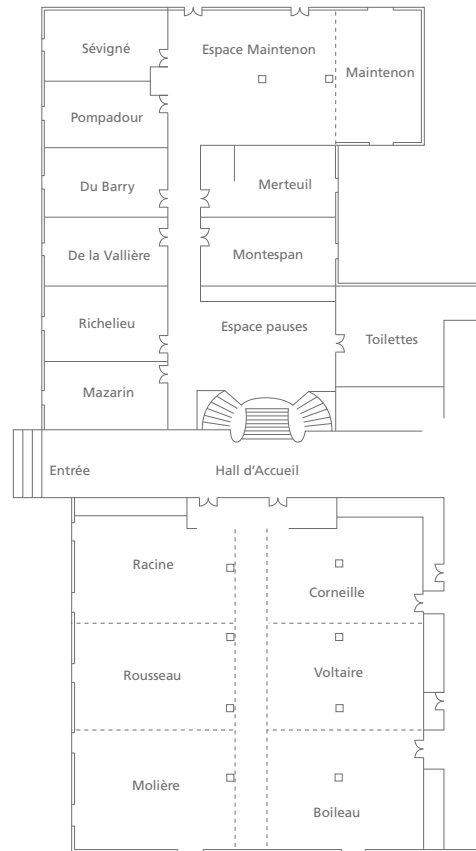 Sévigné
Espace Maintenon
Maintenon
Pompadour
Du Barry
Merteuil
De la Vallière
Montespan
Richelieu
Espace pauses
Toilettes
Mazarin
Entrée
Hall d'Accueil
Racine
Corneille
Rousseau
Voltaire
Molière
Boileau